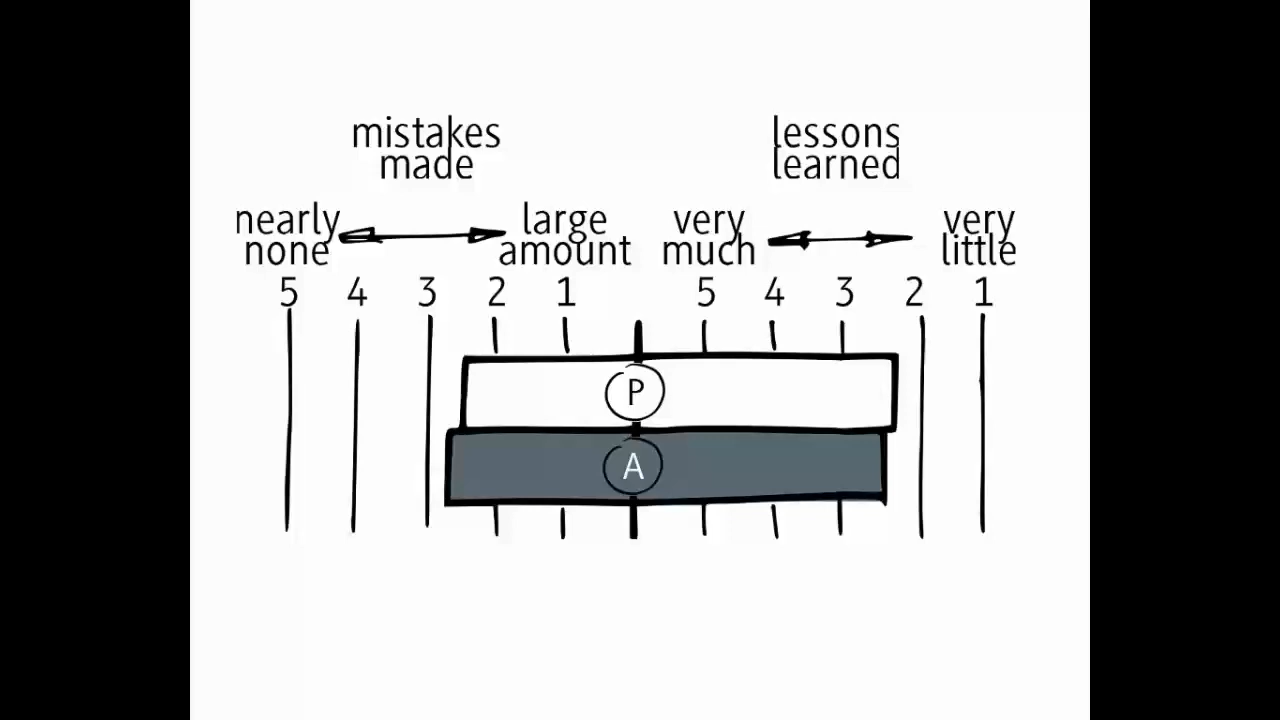 mistakes
made
lessons
learned
nearly
none
large
amount
very
much
very
little
5 4 3 2 1 5 4 3 2 1
P
A